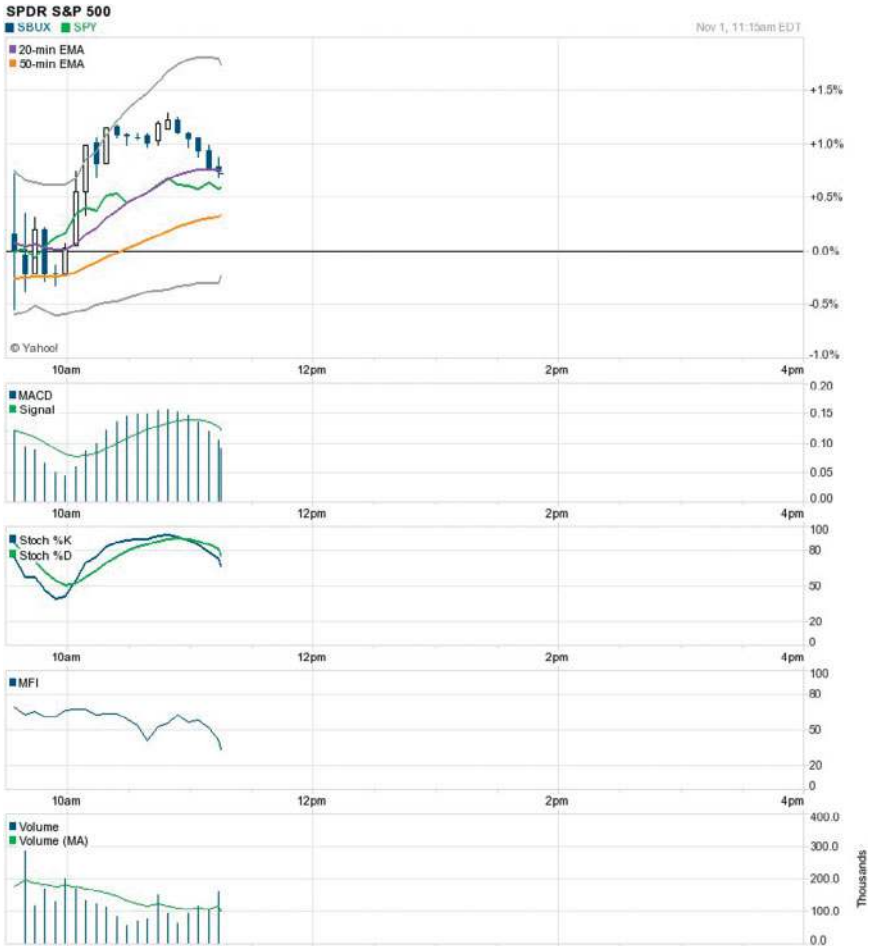 SPDR S&P 500
SBUX SPY
Nov 1, 11:15am EDT
20-min EMA
50-min EMA
+1.5%
+1.0%
+0.5%
0.0%
-0.5%
-1.0%
© Yahoo!
10am 12pm 2pm 4pm
MACD
Signal
0.20
0.15
0.10
0.05
0.00
10am 12pm 2pm 4pm
Stoch %K
Stoch %D
100
80
50
20
0
10am 12pm 2pm 4pm
MFI
100
80
50
20
0
10am 12pm 2pm 4pm
Volume
Volume (MA)
400.0
300.0
200.0
100.0
0.0
Thousands